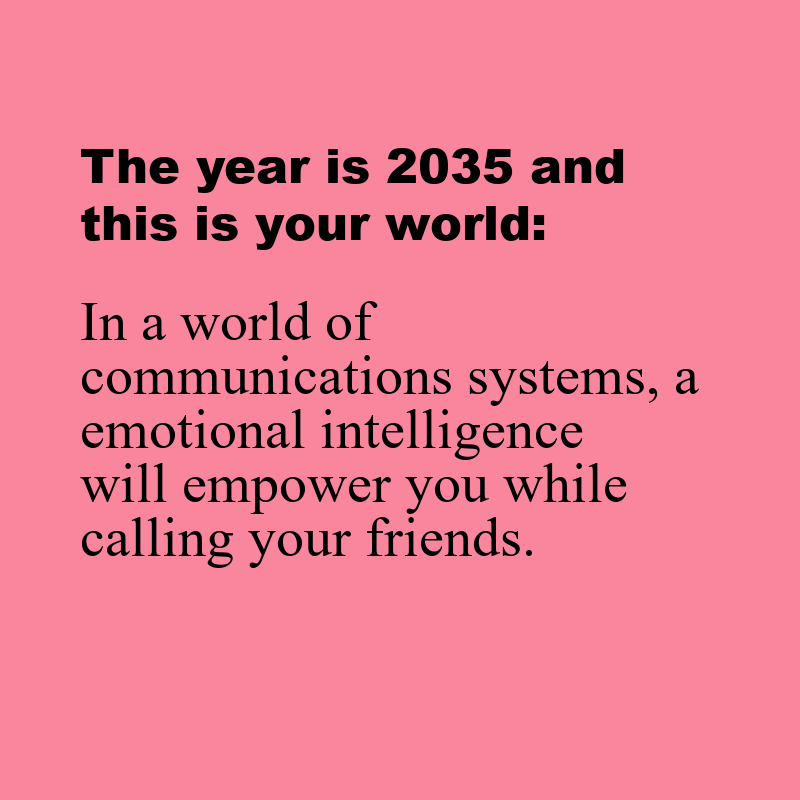 The year is 2035 and
this is your world:
In a world of
communications systems, a
emotional intelligence
will empower you while
calling your friends.